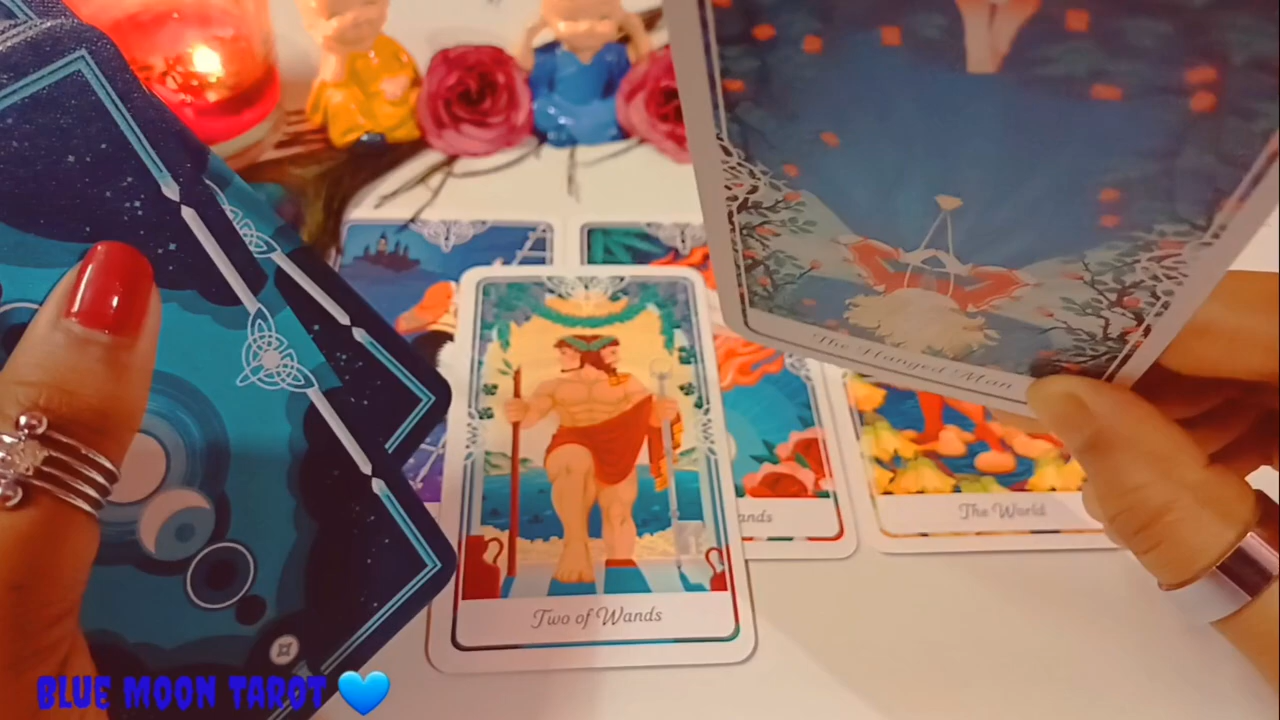 The Hanged Man
ands
The World
Two of Wands
BLUE MOON TAROT 💙